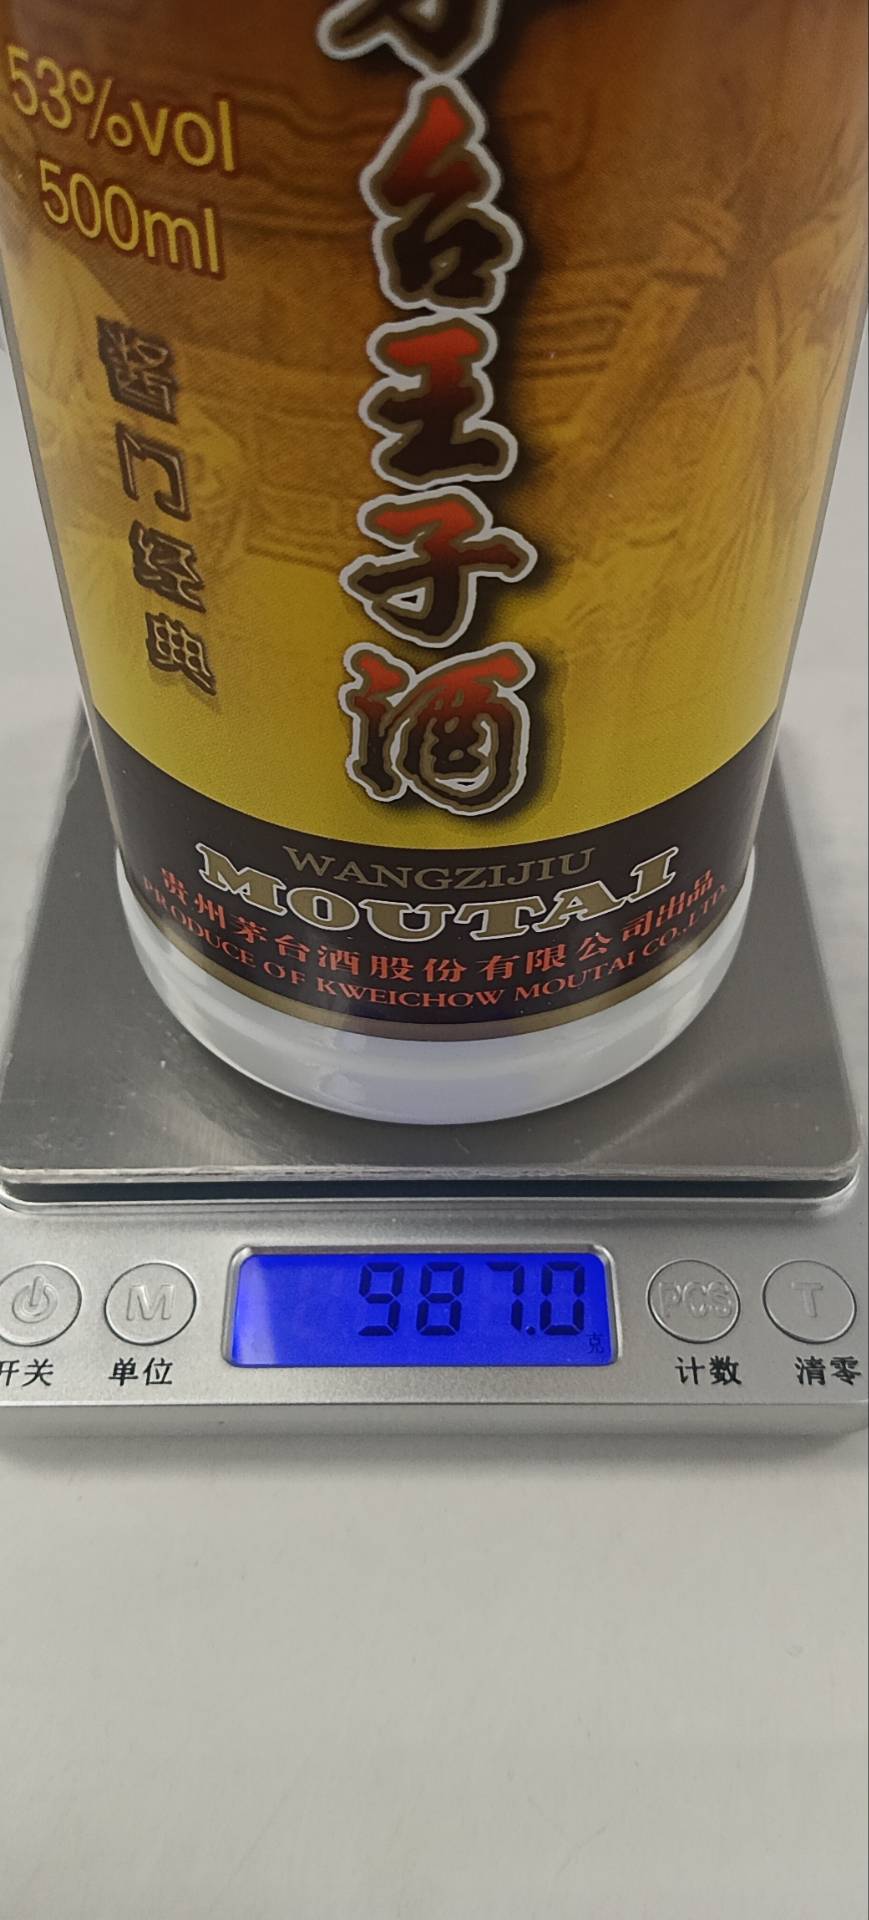 53%vol
500ml
酱门经典
茅台王子酒
WANGZIJIU
MOUTAI
贵州茅台酒股份有限公司出品
PRODUCE OF KWEICHOW MOUTAI CO.,LTD.
987.0
克
M
PCS
T
开关
单位
计数
清零